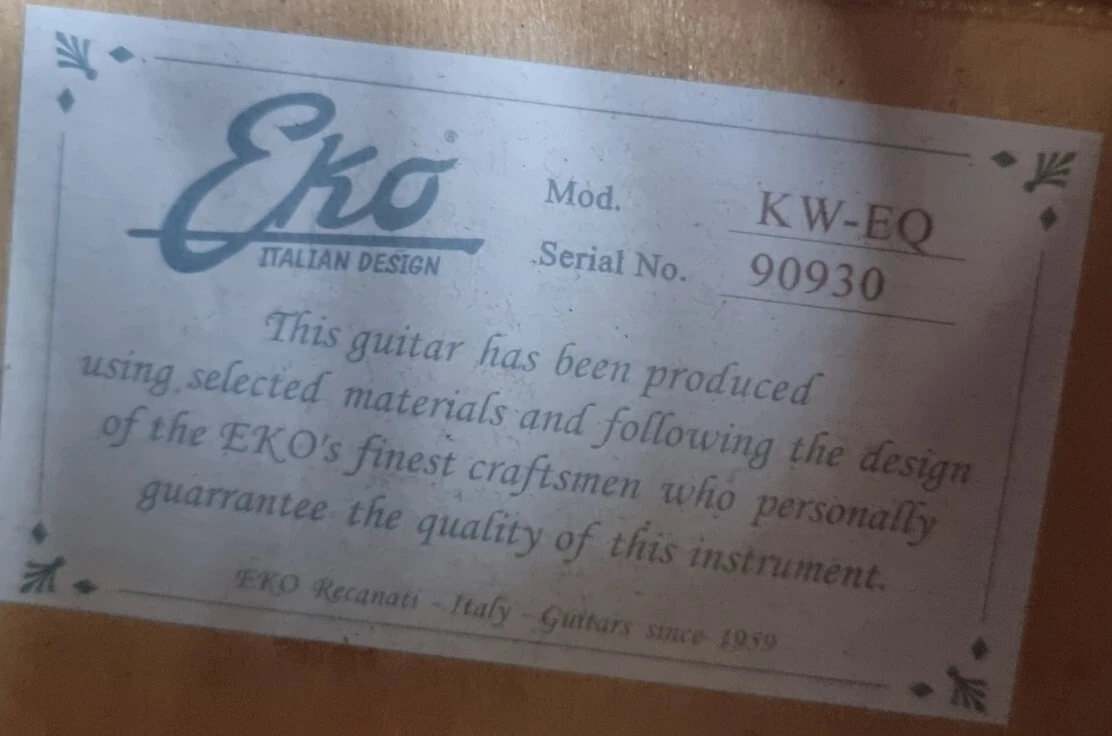 Eko®
ITALIAN DESIGN
Mod. KW-EQ
Serial No. 90930
This guitar has been produced
using selected materials and following the design
of the EKO's finest craftsmen who personally
guarrantee the quality of this instrument.
EKO Recanati - Italy - Guitars since 1959